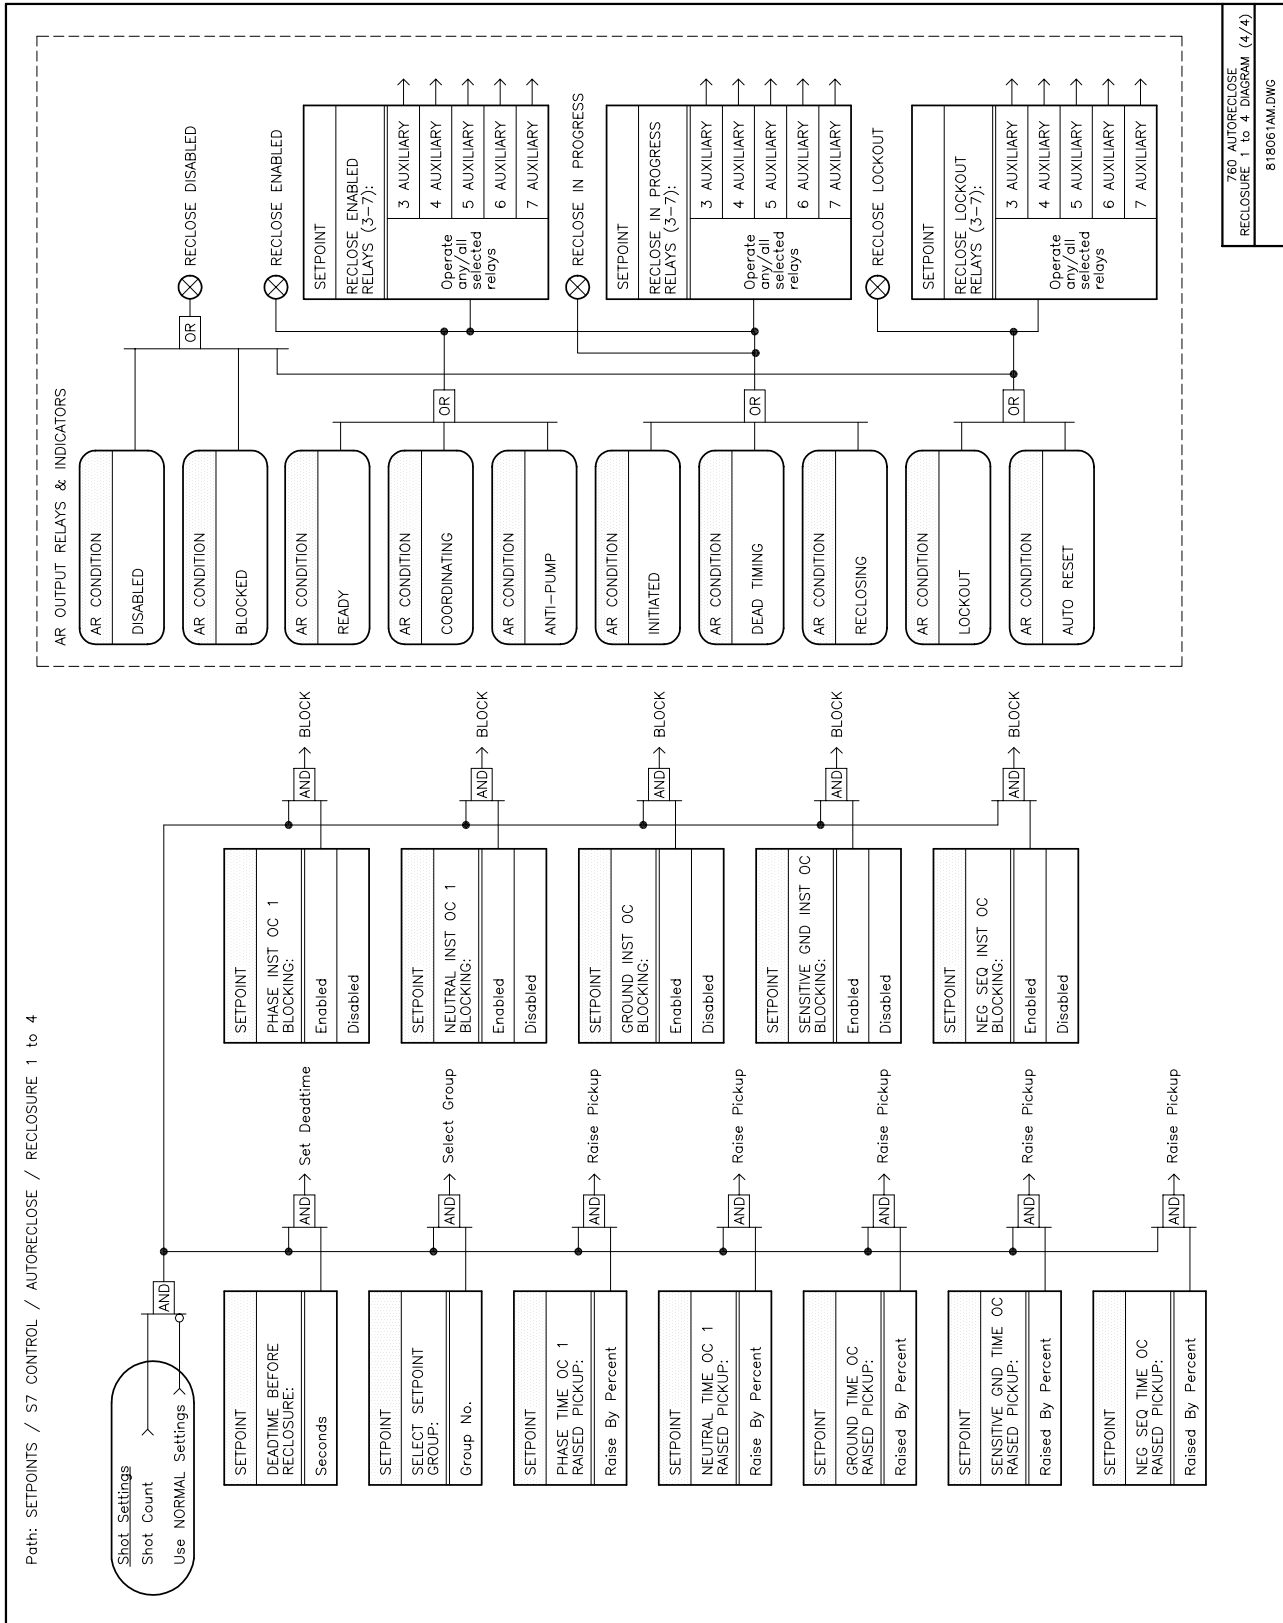 Path: SETPOINTS / S7 CONTROL / AUTORECLOSE / RECLOSURE 1 to 4
Shot Settings
Shot Count
Use NORMAL Settings
AND
SETPOINT
DEADTIME BEFORE
RECLOSURE:
Seconds
AND
Set Deadtime
SETPOINT
SELECT SETPOINT
GROUP:
Group No.
AND
Select Group
SETPOINT
PHASE TIME OC 1
RAISED PICKUP:
Raise By Percent
AND
Raise Pickup
SETPOINT
NEUTRAL TIME OC 1
RAISED PICKUP:
Raise By Percent
AND
Raise Pickup
SETPOINT
GROUND TIME OC
RAISED PICKUP:
Raised By Percent
AND
Raise Pickup
SETPOINT
SENSITIVE GND TIME OC
RAISED PICKUP:
Raised By Percent
AND
Raise Pickup
SETPOINT
NEG SEQ TIME OC
RAISED PICKUP:
Raised By Percent
AND
Raise Pickup
SETPOINT
PHASE INST OC 1
BLOCKING:
Enabled
Disabled
AND
BLOCK
SETPOINT
NEUTRAL INST OC 1
BLOCKING:
Enabled
Disabled
AND
BLOCK
SETPOINT
GROUND INST OC
BLOCKING:
Enabled
Disabled
AND
BLOCK
SETPOINT
SENSITIVE GND INST OC
BLOCKING:
Enabled
Disabled
AND
BLOCK
SETPOINT
NEG SEQ INST OC
BLOCKING:
Enabled
Disabled
AND
BLOCK
AR OUTPUT RELAYS & INDICATORS
AR CONDITION
DISABLED
AR CONDITION
BLOCKED
AR CONDITION
READY
AR CONDITION
COORDINATING
AR CONDITION
ANTI-PUMP
AR CONDITION
INITIATED
AR CONDITION
DEAD TIMING
AR CONDITION
RECLOSING
AR CONDITION
LOCKOUT
AR CONDITION
AUTO RESET
OR
OR
OR
OR
RECLOSE DISABLED
RECLOSE ENABLED
SETPOINT
RECLOSE ENABLED
RELAYS (3-7):
Operate
any/all
selected
relays
3 AUXILIARY
4 AUXILIARY
5 AUXILIARY
6 AUXILIARY
7 AUXILIARY
RECLOSE IN PROGRESS
SETPOINT
RECLOSE IN PROGRESS
RELAYS (3-7):
Operate
any/all
selected
relays
3 AUXILIARY
4 AUXILIARY
5 AUXILIARY
6 AUXILIARY
7 AUXILIARY
RECLOSE LOCKOUT
SETPOINT
RECLOSE LOCKOUT
RELAYS (3-7):
Operate
any/all
selected
relays
3 AUXILIARY
4 AUXILIARY
5 AUXILIARY
6 AUXILIARY
7 AUXILIARY
760 AUTORECLOSE
RECLOSURE 1 to 4 DIAGRAM (4/4)
818061AM.DWG